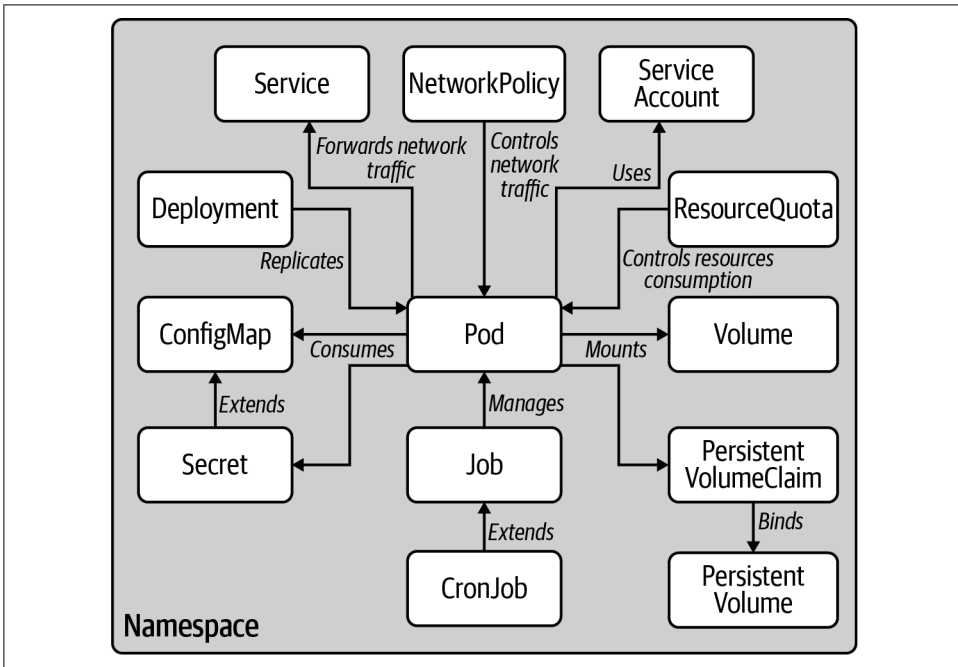 Service
NetworkPolicy
Service
Account
Forwards network
traffic
Controls
network
traffic
Uses
Deployment
ResourceQuota
Replicates
Controls resources
consumption
ConfigMap
Pod
Volume
Consumes
Mounts
Extends
Manages
Secret
Job
Persistent
VolumeClaim
Extends
Binds
CronJob
Persistent
Volume
Namespace